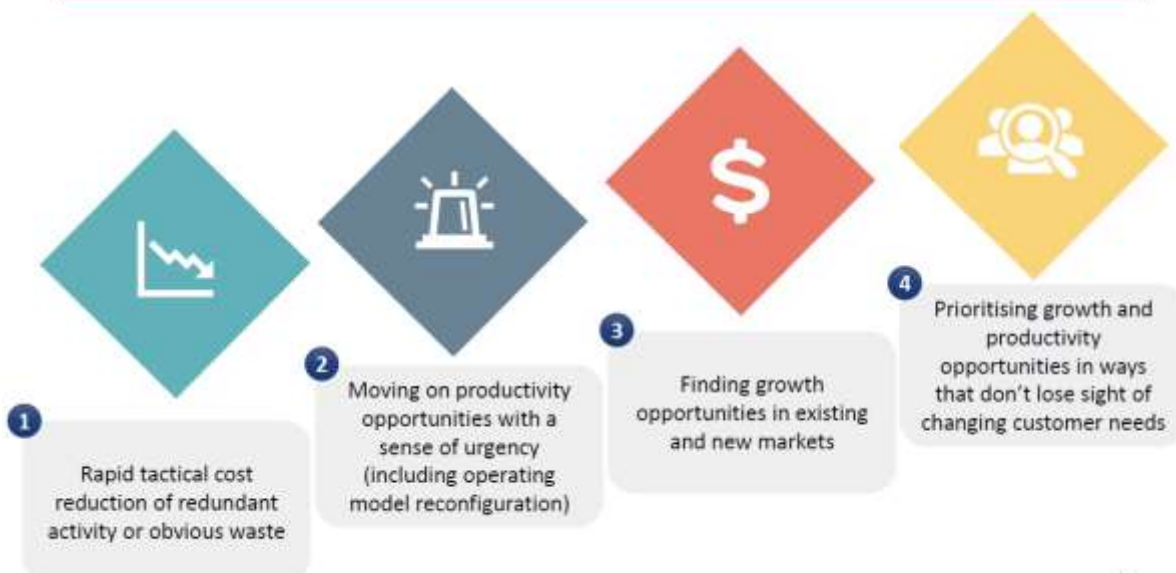 1
Rapid tactical cost
reduction of redundant
activity or obvious waste
2
Moving on productivity
opportunities with a
sense of urgency
(including operating
model reconfiguration)
$
3
Finding growth
opportunities in existing
and new markets
4
Prioritising growth and
productivity
opportunities in ways
that don't lose sight of
changing customer needs